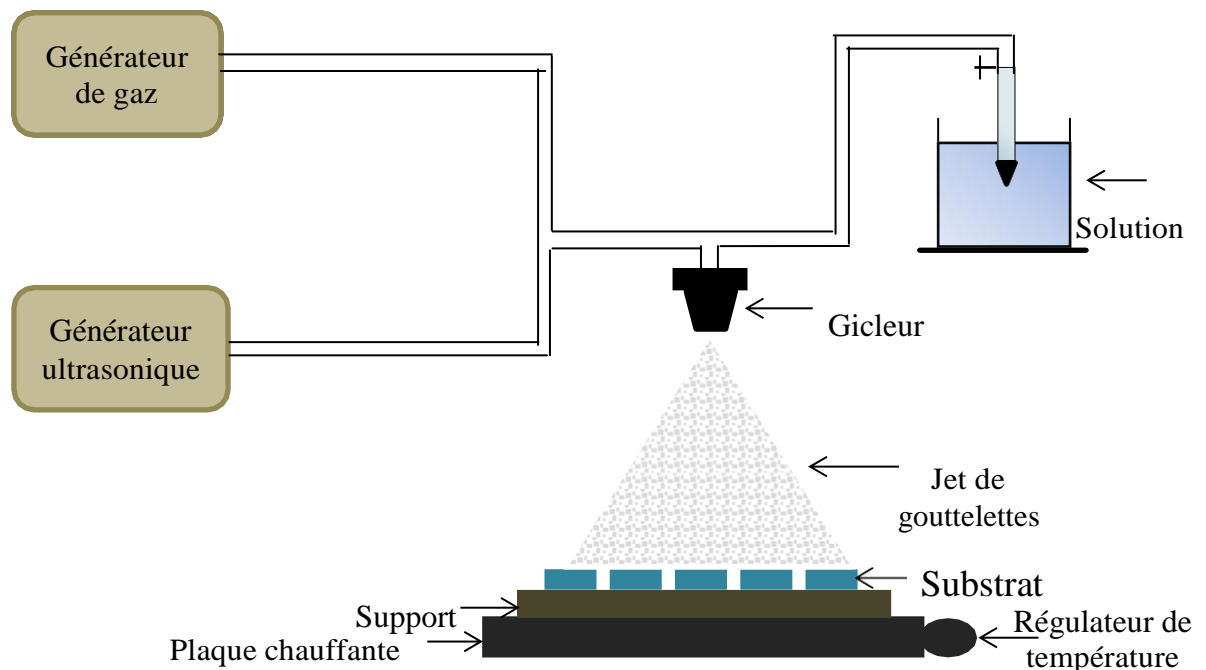 Générateur
de gaz
Solution
Générateur
ultrasonique
Gicleur
Jet de
gouttelettes
Substrat
Support
Plaque chauffante
Régulateur de
température